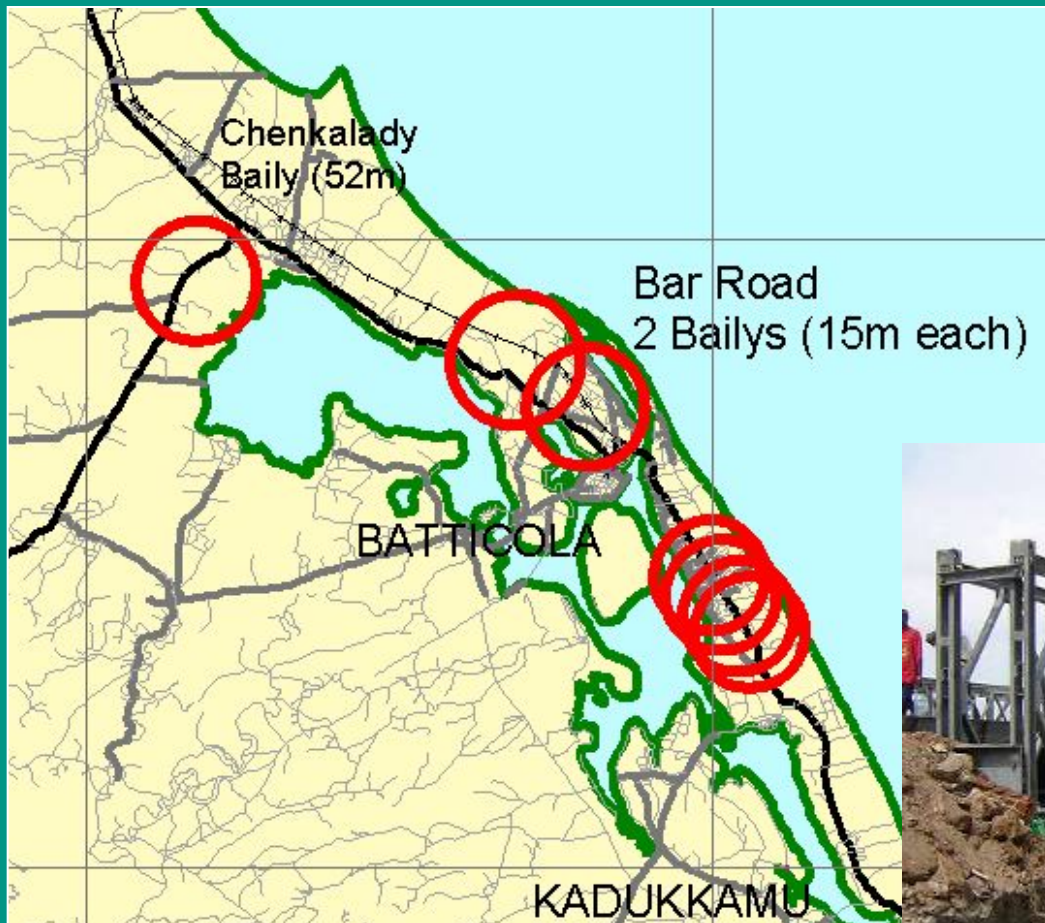 Chenkalady
Baily (52m)
Bar Road
2 Bailys (15m each)
BATTICOLA
KADUKKAMU